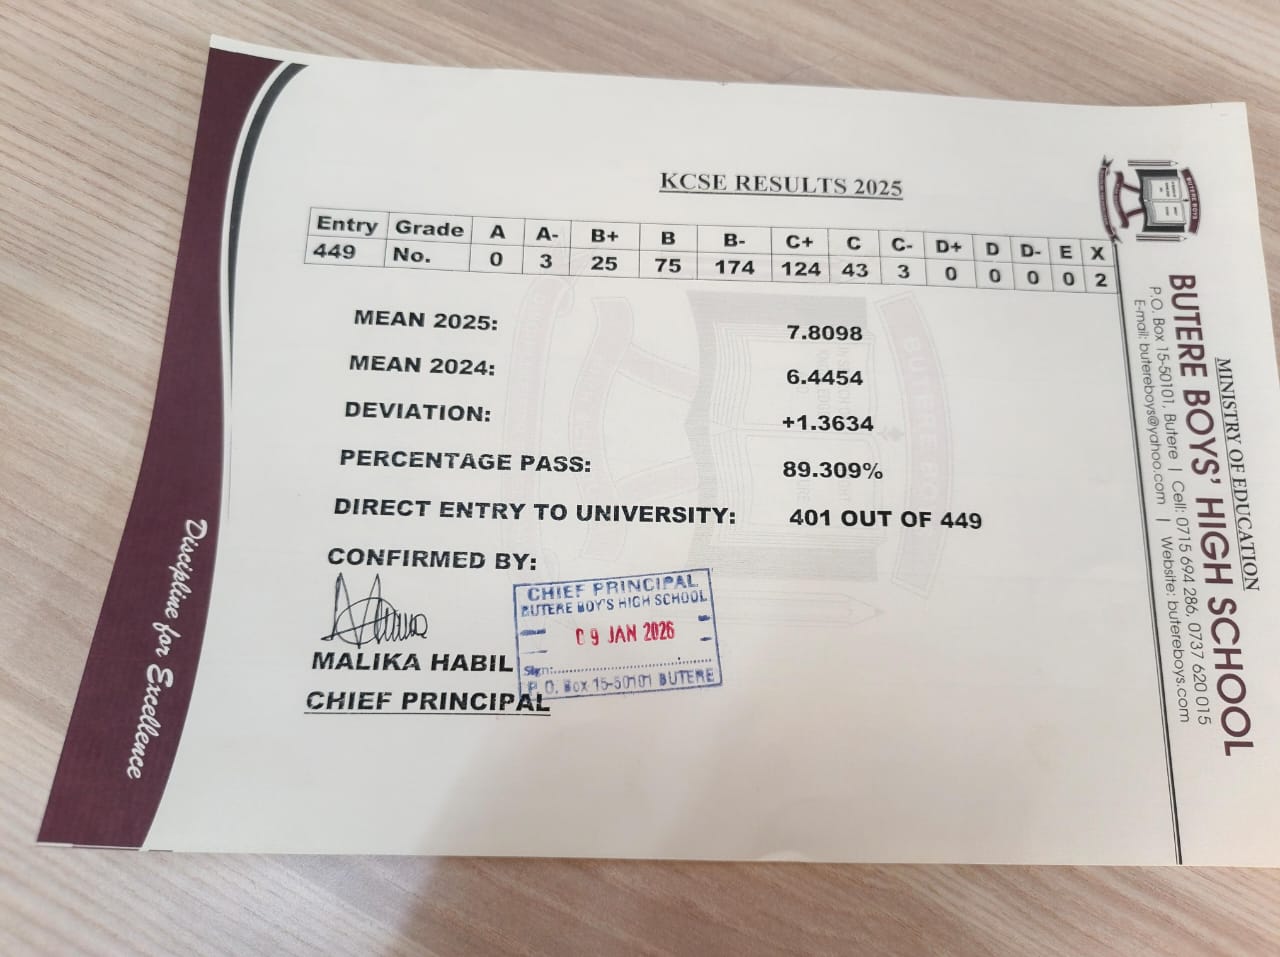 KCSE RESULTS 2025
Entry Grade A A- B+ B B- C+ C C- D+ D D- E X
449 No. 0 3 25 75 174 124 43 3 0 0 0 0 2
MEAN 2025: 7.8098
MEAN 2024: 6.4454
DEVIATION: +1.3634
PERCENTAGE PASS: 89.309%
DIRECT ENTRY TO UNIVERSITY: 401 OUT OF 449
CONFIRMED BY:
MALIKA HABIL
CHIEF PRINCIPAL
CHIEF PRINCIPAL
BUTERE BOY'S HIGH SCHOOL
09 JAN 2026
Sign:
P. O. Box 15-50101 BUTERE
MINISTRY OF EDUCATION
BUTERE BOYS' HIGH SCHOOL
P.O. Box 15-50101, Butere | Cell: 0715 694 286, 0737 620 015
E-mail: butereboys@yahoo.com | Website: butereboys.com
BUTERE BOYS
Discipline for Excellence